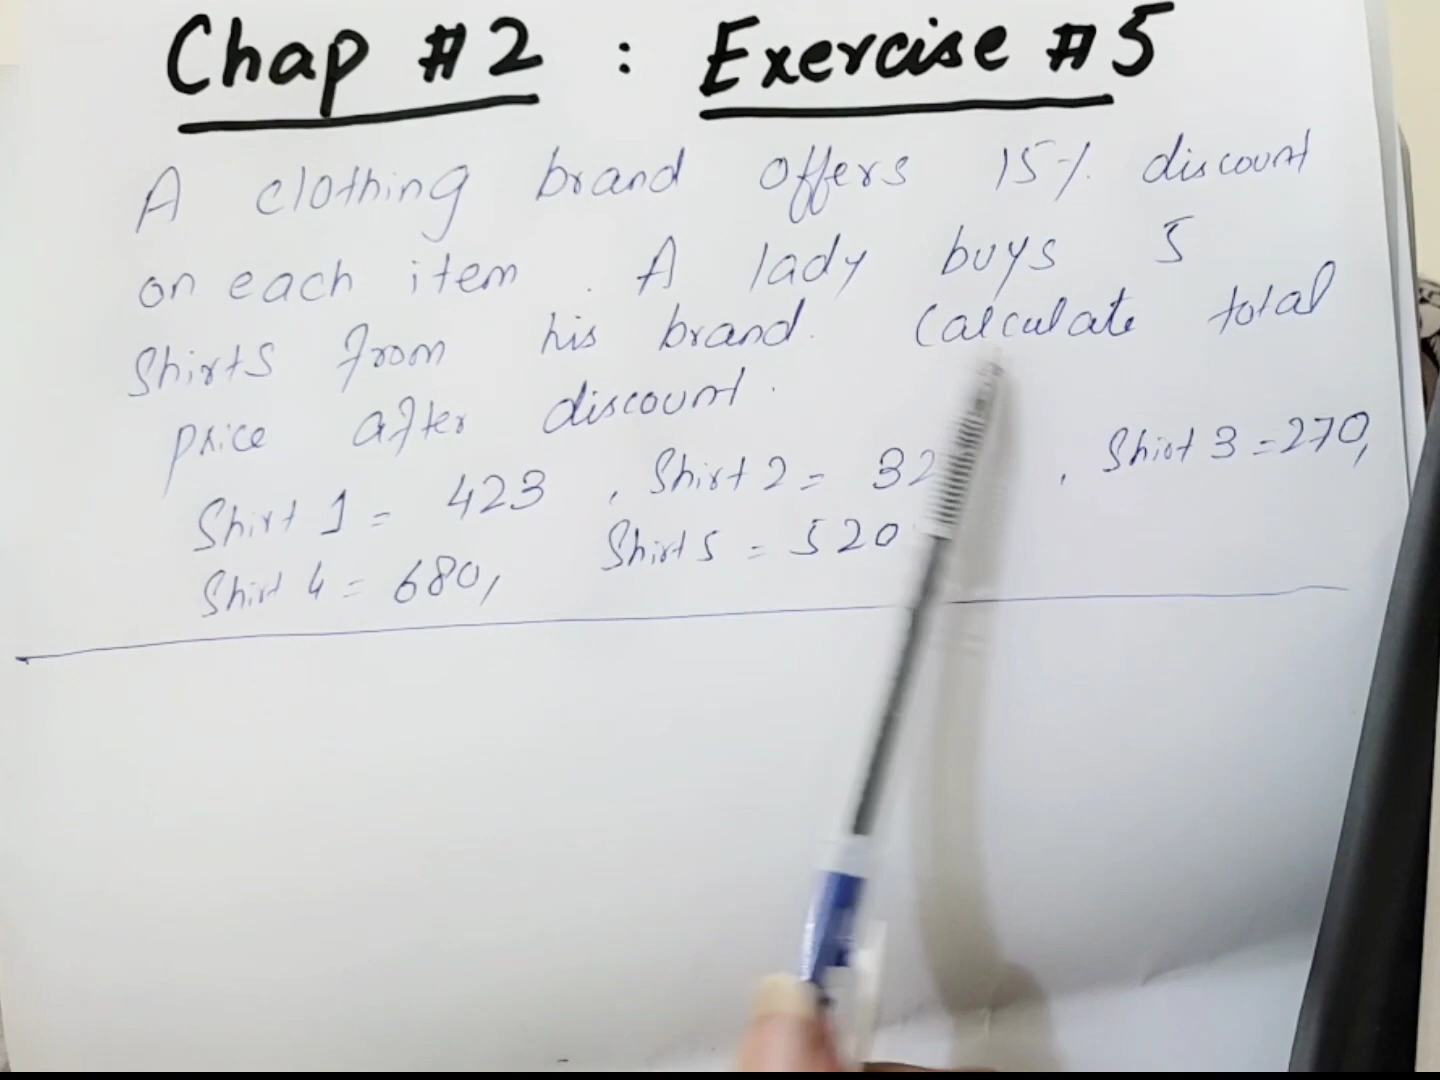 Chap #2 : Exercise #5
A clothing brand offers 15% discount
on each item. A lady buys 5
Shirts from his brand. Calculate total
price after discount.
Shirt 1 = 423 , Shirt 2 = , Shirt 3 = 270,
Shirt 4 = 680, Shirt 5 = 520